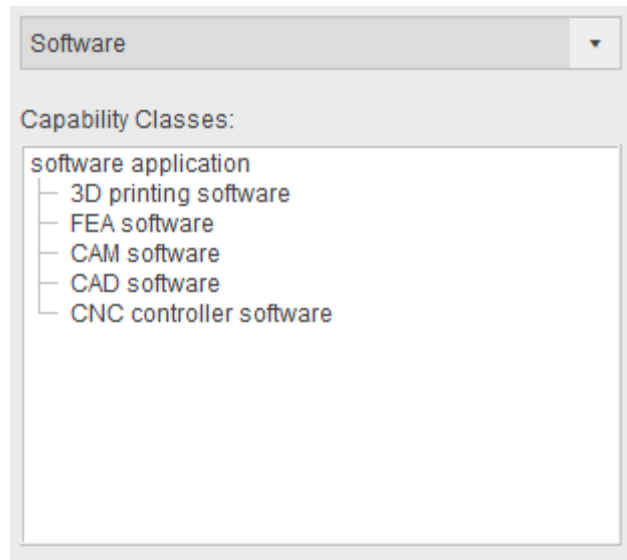 Software
Capability Classes:
software application
3D printing software
FEA software
CAM software
CAD software
CNC controller software